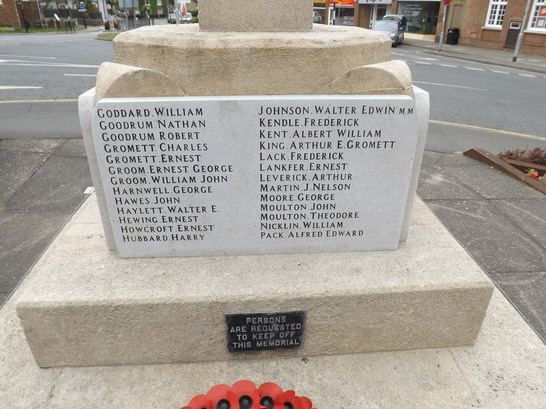 GODDARD. WILLIAM
GOODRUM. NATHAN
GOODRUM ROBERT
GROMETT. CHARLES
GROMETT. ERNEST
GROOM. ERNEST GEORGE
GROOM. WILLIAM JOHN
HARNWELL. GEORGE
HAWES. JOHN
HAYLETT. WALTER E.
HEWING. ERNEST
HOWCROFT. ERNEST
HUBBARD. HARRY
JOHNSON. WALTER EDWIN M M
KENDLE. FREDERICK
KENT. ALBERT WILLIAM
KING. ARTHUR E. GROMETT
LACK. FREDERICK
LANKFER. ERNEST
LEVERICK. ARTHUR
MARTIN. J. NELSON
MOORE. GEORGE
MOULTON. JOHN
MOULTON. THEODORE
NICKLIN. WILLIAM
PACK ALFRED EDWARD
PERSONS
ARE REQUESTED
TO KEEP OFF
THIS MEMORIAL